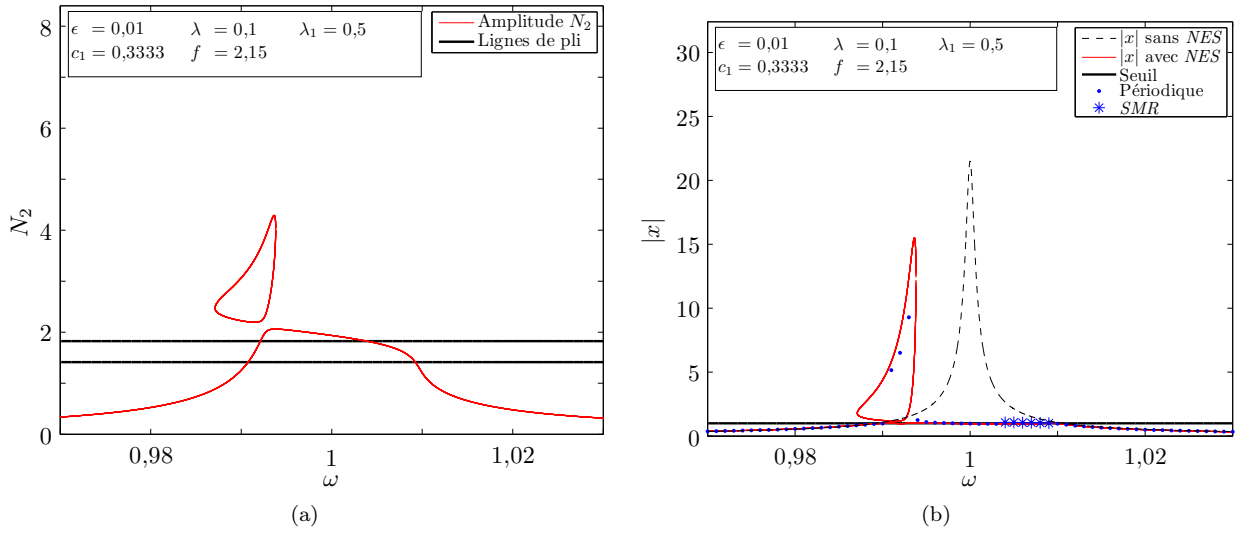 ϵ = 0,01 λ = 0,1 λ₁ = 0,5
c₁ = 0,3333 f = 2,15
Amplitude N₂
Lignes de pli
8
6
4
2
0
N₂
0,98 1 1,02
ω
(a)
ϵ = 0,01 λ = 0,1 λ₁ = 0,5
c₁ = 0,3333 f = 2,15
|x| sans NES
|x| avec NES
Seuil
Périodique
SMR
30
25
20
15
10
5
0
|x|
0,98 1 1,02
ω
(b)